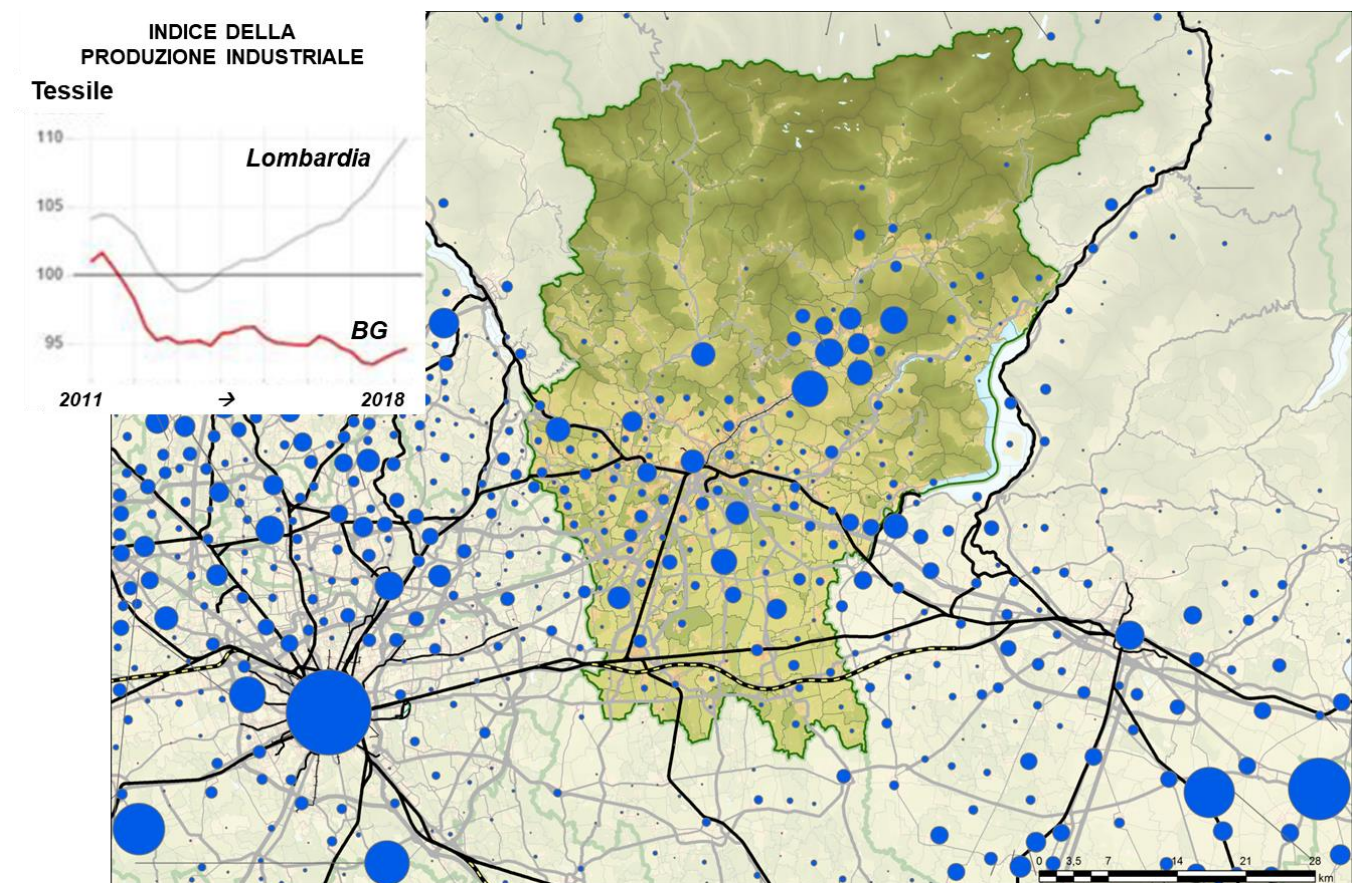 INDICE DELLA
PRODUZIONE INDUSTRIALE
Tessile
110
Lombardia
105
100
BG
95
2011 → 2018
0 3,5 7 14 21 28
km